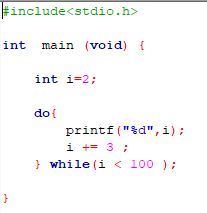 #include<stdio.h>
int  main (void) {
int i=2;
do{
printf("%d",i);
i += 3 ;
} while(i < 100 );
}